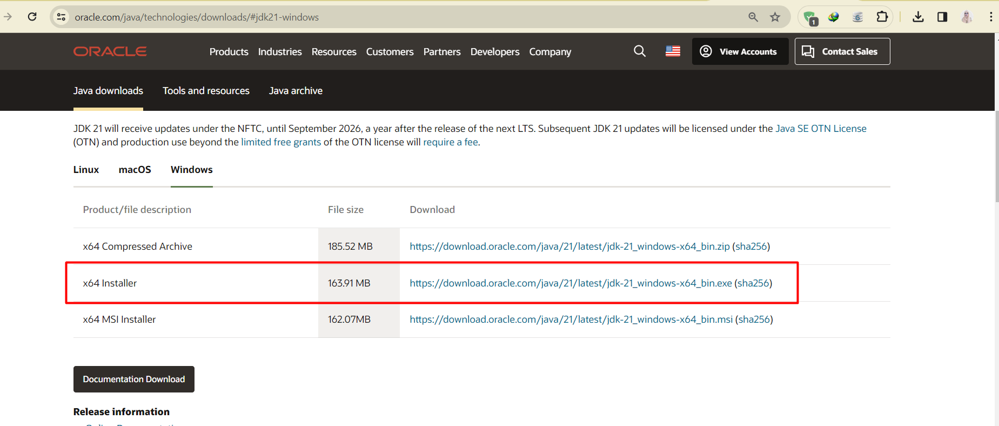 oracle.com/java/technologies/downloads/#jdk21-windows
1
6
ORACLE
Products Industries Resources Customers Partners Developers Company
View Accounts
Contact Sales
Java downloads Tools and resources Java archive
JDK 21 will receive updates under the NFTC, until September 2026, a year after the release of the next LTS. Subsequent JDK 21 updates will be licensed under the Java SE OTN License
(OTN) and production use beyond the limited free grants of the OTN license will require a fee.
Linux macOS Windows
Product/file description File size Download
x64 Compressed Archive 185.52 MB https://download.oracle.com/java/21/latest/jdk-21_windows-x64_bin.zip (sha256)
x64 Installer 163.91 MB https://download.oracle.com/java/21/latest/jdk-21_windows-x64_bin.exe (sha256)
x64 MSI Installer 162.07MB https://download.oracle.com/java/21/latest/jdk-21_windows-x64_bin.msi (sha256)
Documentation Download
Release information